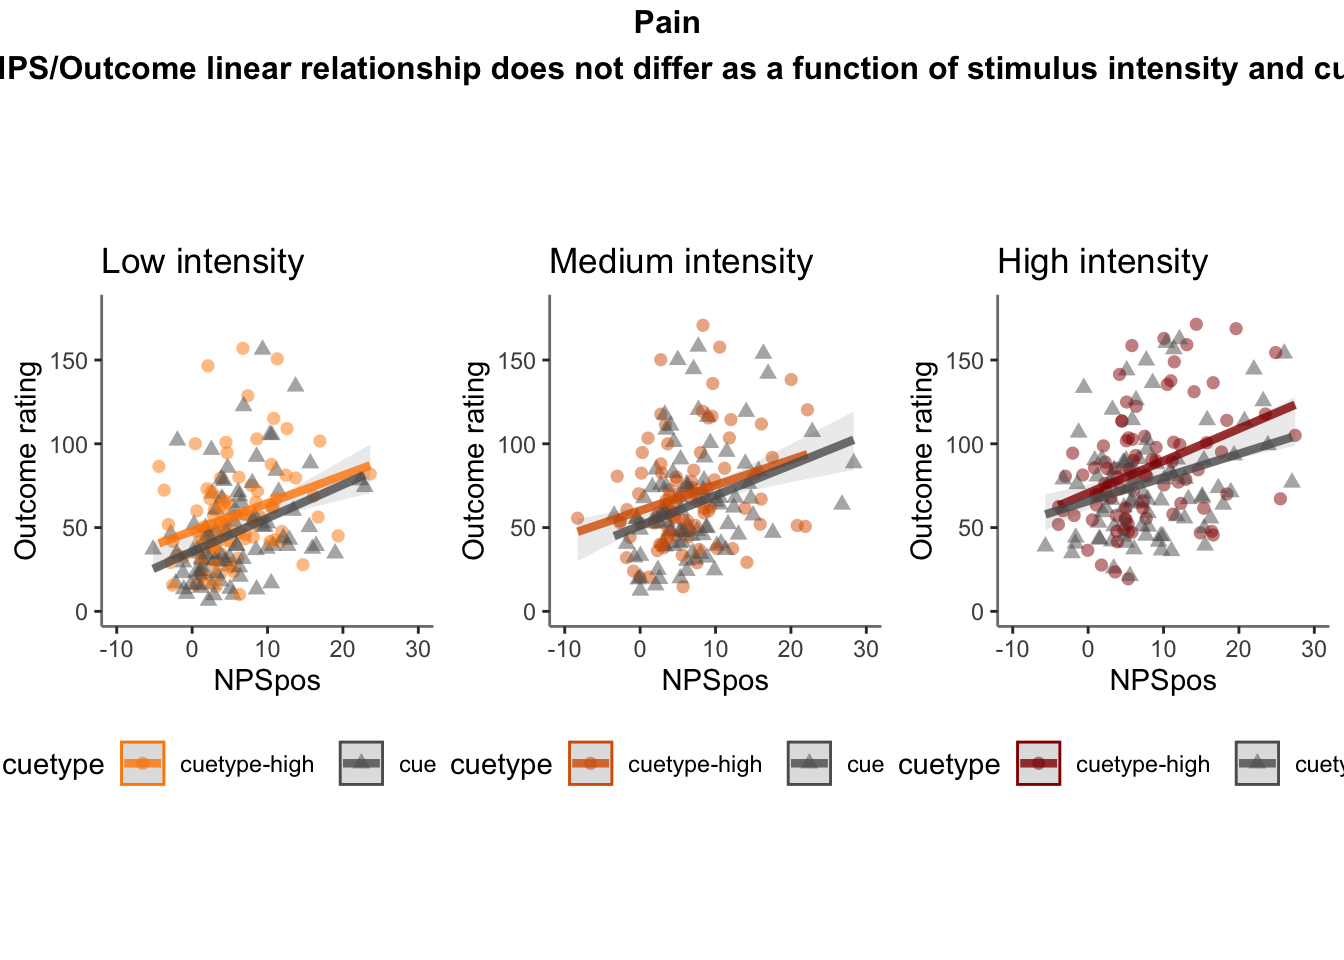 Pain
NPS/Outcome linear relationship does not differ as a function of stimulus intensity and cu
Low intensity
Outcome rating
150
100
50
0
-10 0 10 20 30
NPSpos
Medium intensity
Outcome rating
150
100
50
0
-10 0 10 20 30
NPSpos
High intensity
Outcome rating
150
100
50
0
-10 0 10 20 30
NPSpos
cuetype cuetype-high cue
cuetype cuetype-high cue
cuetype cuetype-high cuety